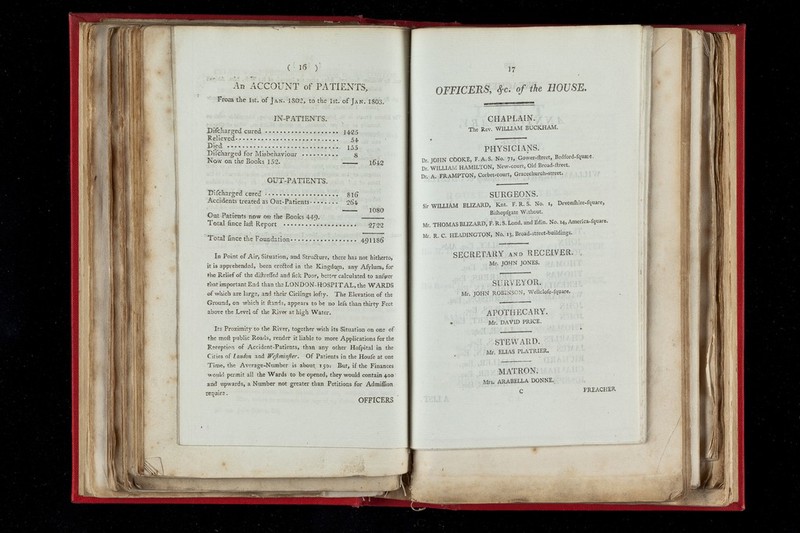 ( 16 )
An ACCOUNT of PATIENTS,
From the 1st. of JAN. 1802, to the 1st. of JAN. 1803.
IN-PATIENTS.
Discharged cured 1425
Relieved 54
Died 155
Discharged for Misbehaviour 8
Now on the Books 152. 1642
OUT-PATIENTS.
Discharged cured 816
Accidents treated as Out-Patients 264
1080
Out Patients now on the Books 449.
Total since last Report 2722
Total since the Foundation 491186
In Point of Air, Situation, and Structure, there has not hitherto,
it is apprehended, been erected in the Kingdom, any Asylum, for
the Relief of the distressed and sick Poor, better calculated to answer
that important End than the LONDON-HOSPITAL, the WARDS
of which are large, and their Cielings lofty. The Elevation of the
Ground, on which it stands, appears to be no less than thirty Feet
above the Level of the River at high Water.
Its Proximity to the River, together with its Situation on one of
the most public Roads, render it liable to more Applications for the
Reception of Accident-Patients, than any other Hospital in the
Cities of London and Westminster. Of Patients in the House at one
Time, the Average-Number is about 150. But, if the Finances
would permit all the Wards to be opened, they would contain 400
and upwards, a Number not greater than Petitions for Admission
require.
OFFICERS
17
OFFICERS, &c. of the HOUSE.
CHAPLAIN.
The Rev. WILLIAM BUCKHAM.
PHYSICIANS.
Dr. JOHN COOKE, F. A. S. No. 71, Gower-street, Bedford-Square.
Dr. WILLIAM HAMILTON, New-court, Old Broad-street.
Dr. A. FRAMPTON, Corbet-court, Gracechurch-street.
SURGEONS.
Sir WILLIAM BLIZARD, Knt. F. R. S. No. 1, Devonshire-Square,
Bishopsgate Without.
Mr. THOMAS BLIZARD, F. R. S. Lond. and Edin. No. 14, America-Square.
Mr. R. C. HEADINGTON, No. 13, Broad-street-buildings.
SECRETARY AND RECEIVER.
Mr. JOHN JONES.
SURVEYOR.
Mr. JOHN ROBINSON, Wellclose-Square.
APOTHECARY.
Mr. DAVID PRICE.
STEWARD.
Mr. ELIAS PLATRIER.
MATRON.
Mrs. ARABELLA DONNE.
C PREACHER